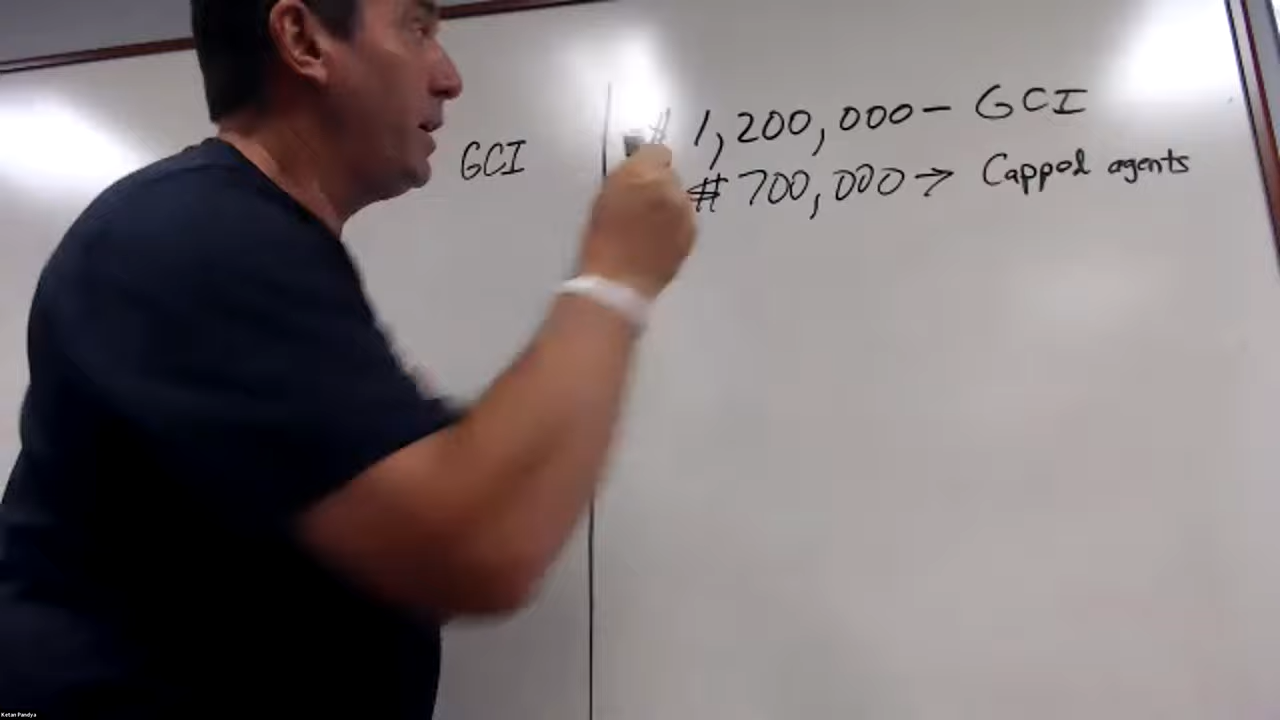 GCI
# 1,200,000 - GCI
# 700,000 → Capped agents
Ketan Pandya